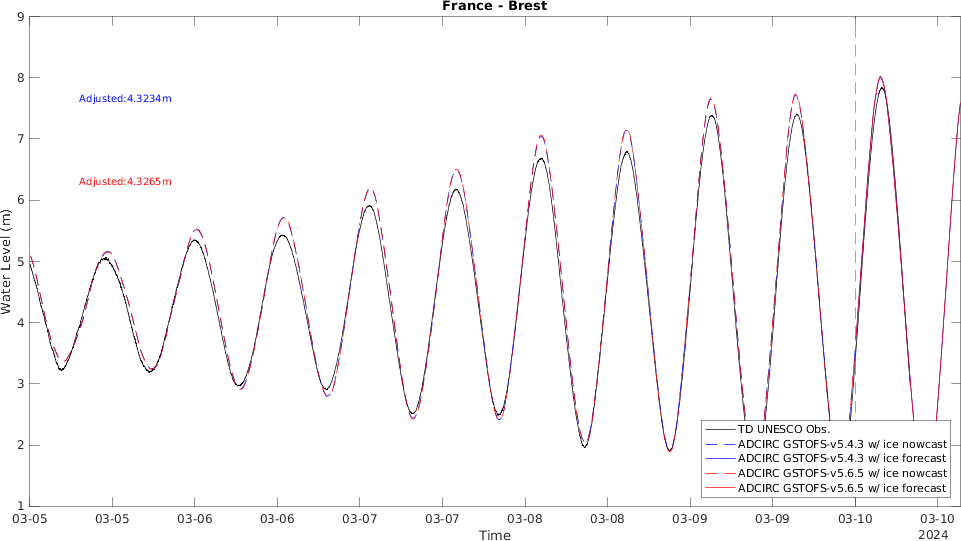 France - Brest
9
8
7
6
5
4
3
2
1
Water Level (m)
Adjusted:4.3234m
Adjusted:4.3265m
TD UNESCO Obs.
ADCIRC GSTOFS-v5.4.3 w/ ice nowcast
ADCIRC GSTOFS-v5.4.3 w/ ice forecast
ADCIRC GSTOFS-v5.6.5 w/ ice nowcast
ADCIRC GSTOFS-v5.6.5 w/ ice forecast
03-05 03-05 03-06 03-06 03-07 03-07 03-08 03-08 03-09 03-09 03-10 03-10
Time
2024